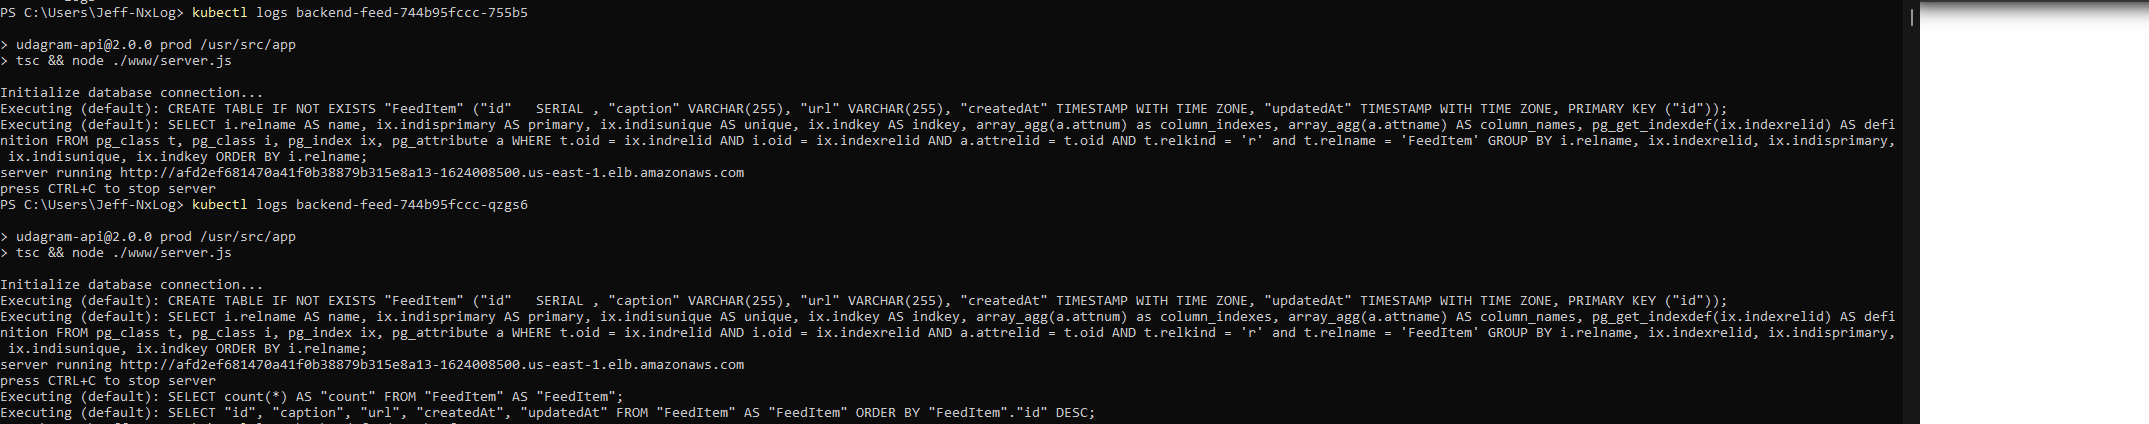 PS C:\Users\Jeff-NxLog> kubectl logs backend-feed-744b95fccc-755b5
> udagram-api@2.0.0 prod /usr/src/app
> tsc && node ./www/server.js
Initialize database connection...
Executing (default): CREATE TABLE IF NOT EXISTS "FeedItem" ("id"   SERIAL , "caption" VARCHAR(255), "url" VARCHAR(255), "createdAt" TIMESTAMP WITH TIME ZONE, "updatedAt" TIMESTAMP WITH TIME ZONE, PRIMARY KEY ("id"));
Executing (default): SELECT i.relname AS name, ix.indisprimary AS primary, ix.indisunique AS unique, ix.indkey AS indkey, array_agg(a.attnum) as column_indexes, array_agg(a.attname) AS column_names, pg_get_indexdef(ix.indexrelid) AS defi
nition FROM pg_class t, pg_class i, pg_index ix, pg_attribute a WHERE t.oid = ix.indrelid AND i.oid = ix.indexrelid AND a.attrelid = t.oid AND t.relkind = 'r' and t.relname = 'FeedItem' GROUP BY i.relname, ix.indexrelid, ix.indisprimary,
 ix.indisunique, ix.indkey ORDER BY i.relname;
server running http://afd2ef681470a41f0b38879b315e8a13-1624008500.us-east-1.elb.amazonaws.com
press CTRL+C to stop server
PS C:\Users\Jeff-NxLog> kubectl logs backend-feed-744b95fccc-qzgs6
> udagram-api@2.0.0 prod /usr/src/app
> tsc && node ./www/server.js
Initialize database connection...
Executing (default): CREATE TABLE IF NOT EXISTS "FeedItem" ("id"   SERIAL , "caption" VARCHAR(255), "url" VARCHAR(255), "createdAt" TIMESTAMP WITH TIME ZONE, "updatedAt" TIMESTAMP WITH TIME ZONE, PRIMARY KEY ("id"));
Executing (default): SELECT i.relname AS name, ix.indisprimary AS primary, ix.indisunique AS unique, ix.indkey AS indkey, array_agg(a.attnum) as column_indexes, array_agg(a.attname) AS column_names, pg_get_indexdef(ix.indexrelid) AS defi
nition FROM pg_class t, pg_class i, pg_index ix, pg_attribute a WHERE t.oid = ix.indrelid AND i.oid = ix.indexrelid AND a.attrelid = t.oid AND t.relkind = 'r' and t.relname = 'FeedItem' GROUP BY i.relname, ix.indexrelid, ix.indisprimary,
 ix.indisunique, ix.indkey ORDER BY i.relname;
server running http://afd2ef681470a41f0b38879b315e8a13-1624008500.us-east-1.elb.amazonaws.com
press CTRL+C to stop server
Executing (default): SELECT count(*) AS "count" FROM "FeedItem" AS "FeedItem";
Executing (default): SELECT "id", "caption", "url", "createdAt", "updatedAt" FROM "FeedItem" AS "FeedItem" ORDER BY "FeedItem"."id" DESC;